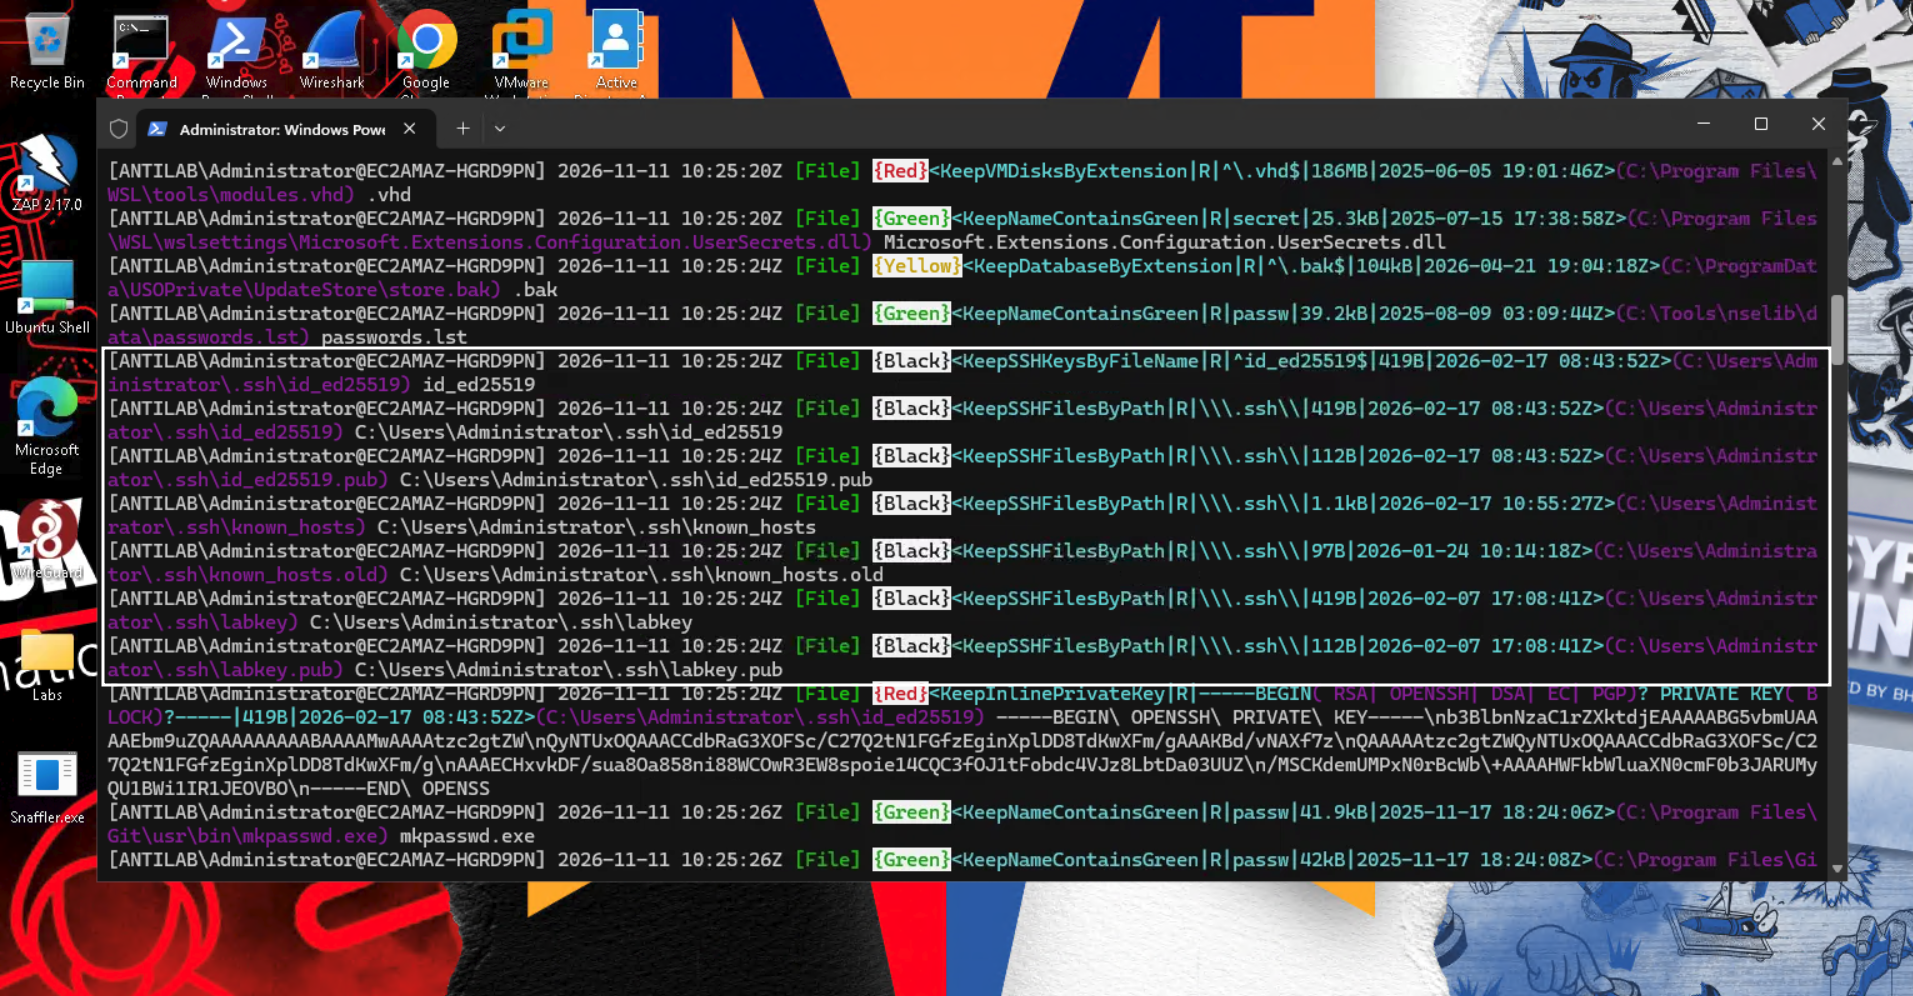 Recycle Bin
Command
Windows
Wireshark
Google
VMware
Active
ZAP 2.17.0
Ubuntu Shell
Microsoft
Edge
WireGuard
Labs
Snaffler.exe
Administrator: Windows Powe
[ANTILAB\Administrator@EC2AMAZ-HGRD9PN] 2026-11-11 10:25:20Z [File] {Red}<KeepVMDisksByExtension|R|^\.vhd$|186MB|2025-06-05 19:01:46Z>(C:\Program Files\
WSL\tools\modules.vhd) .vhd
[ANTILAB\Administrator@EC2AMAZ-HGRD9PN] 2026-11-11 10:25:20Z [File] {Green}<KeepNameContainsGreen|R|secret|25.3kB|2025-07-15 17:38:58Z>(C:\Program Files
\WSL\wslsettings\Microsoft.Extensions.Configuration.UserSecrets.dll) Microsoft.Extensions.Configuration.UserSecrets.dll
[ANTILAB\Administrator@EC2AMAZ-HGRD9PN] 2026-11-11 10:25:24Z [File] {Yellow}<KeepDatabaseByExtension|R|^\.bak$|104kB|2026-04-21 19:04:18Z>(C:\ProgramDat
a\USOPrivate\UpdateStore\store.bak) .bak
[ANTILAB\Administrator@EC2AMAZ-HGRD9PN] 2026-11-11 10:25:24Z [File] {Green}<KeepNameContainsGreen|R|passw|39.2kB|2025-08-09 03:09:44Z>(C:\Tools\nselib\d
ata\passwords.lst) passwords.lst
[ANTILAB\Administrator@EC2AMAZ-HGRD9PN] 2026-11-11 10:25:24Z [File] {Black}<KeepSSHKeysByFileName|R|^id_ed25519$|419B|2026-02-17 08:43:52Z>(C:\Users\Adm
inistrator\.ssh\id_ed25519) id_ed25519
[ANTILAB\Administrator@EC2AMAZ-HGRD9PN] 2026-11-11 10:25:24Z [File] {Black}<KeepSSHFilesByPath|R|\\\.ssh\\|419B|2026-02-17 08:43:52Z>(C:\Users\Administr
ator\.ssh\id_ed25519) C:\Users\Administrator\.ssh\id_ed25519
[ANTILAB\Administrator@EC2AMAZ-HGRD9PN] 2026-11-11 10:25:24Z [File] {Black}<KeepSSHFilesByPath|R|\\\.ssh\\|112B|2026-02-17 08:43:52Z>(C:\Users\Administr
ator\.ssh\id_ed25519.pub) C:\Users\Administrator\.ssh\id_ed25519.pub
[ANTILAB\Administrator@EC2AMAZ-HGRD9PN] 2026-11-11 10:25:24Z [File] {Black}<KeepSSHFilesByPath|R|\\\.ssh\\|1.1kB|2026-02-17 10:55:27Z>(C:\Users\Administ
rator\.ssh\known_hosts) C:\Users\Administrator\.ssh\known_hosts
[ANTILAB\Administrator@EC2AMAZ-HGRD9PN] 2026-11-11 10:25:24Z [File] {Black}<KeepSSHFilesByPath|R|\\\.ssh\\|97B|2026-01-24 10:14:18Z>(C:\Users\Administra
tor\.ssh\known_hosts.old) C:\Users\Administrator\.ssh\known_hosts.old
[ANTILAB\Administrator@EC2AMAZ-HGRD9PN] 2026-11-11 10:25:24Z [File] {Black}<KeepSSHFilesByPath|R|\\\.ssh\\|419B|2026-02-07 17:08:41Z>(C:\Users\Administr
ator\.ssh\labkey) C:\Users\Administrator\.ssh\labkey
[ANTILAB\Administrator@EC2AMAZ-HGRD9PN] 2026-11-11 10:25:24Z [File] {Black}<KeepSSHFilesByPath|R|\\\.ssh\\|112B|2026-02-07 17:08:41Z>(C:\Users\Administr
ator\.ssh\labkey.pub) C:\Users\Administrator\.ssh\labkey.pub
[ANTILAB\Administrator@EC2AMAZ-HGRD9PN] 2026-11-11 10:25:24Z [File] {Red}<KeepInlinePrivateKey|R|-----BEGIN( RSA| OPENSSH| DSA| EC| PGP)? PRIVATE KEY( B
LOCK)?-----|419B|2026-02-17 08:43:52Z>(C:\Users\Administrator\.ssh\id_ed25519) -----BEGIN\ OPENSSH\ PRIVATE\ KEY-----\nb3BlbnNzaC1rZXktdjEAAAAABG5vbmUAA
AAEbm9uZQAAAAAAAAABAAAAMwAAAAtzc2gtZW\nQyNTUxOQAAACCdbRaG3XOFSc/C27Q2tN1FGfzEginXplDD8TdKwXFm/gAAAKBd/vNAXf7z\nQAAAAAtzc2gtZWQyNTUxOQAAACCdbRaG3XOFSc/C2
7Q2tN1FGfzEginXplDD8TdKwXFm/g\nAAAECHxvkDF/sua8Oa858ni88WCOwR3EW8spoie14CQC3fOJ1tFobdc4VJz8LbtDa03UUZ\n/MSCKdemUMPxN0rBcWb\+AAAAHWFkbWluaXN0cmF0b3JARUMy
QU1BWi1IR1JEOVBO\n-----END\ OPENSS
[ANTILAB\Administrator@EC2AMAZ-HGRD9PN] 2026-11-11 10:25:26Z [File] {Green}<KeepNameContainsGreen|R|passw|41.9kB|2025-11-17 18:24:06Z>(C:\Program Files\
Git\usr\bin\mkpasswd.exe) mkpasswd.exe
[ANTILAB\Administrator@EC2AMAZ-HGRD9PN] 2026-11-11 10:25:26Z [File] {Green}<KeepNameContainsGreen|R|passw|42kB|2025-11-17 18:24:08Z>(C:\Program Files\Gi